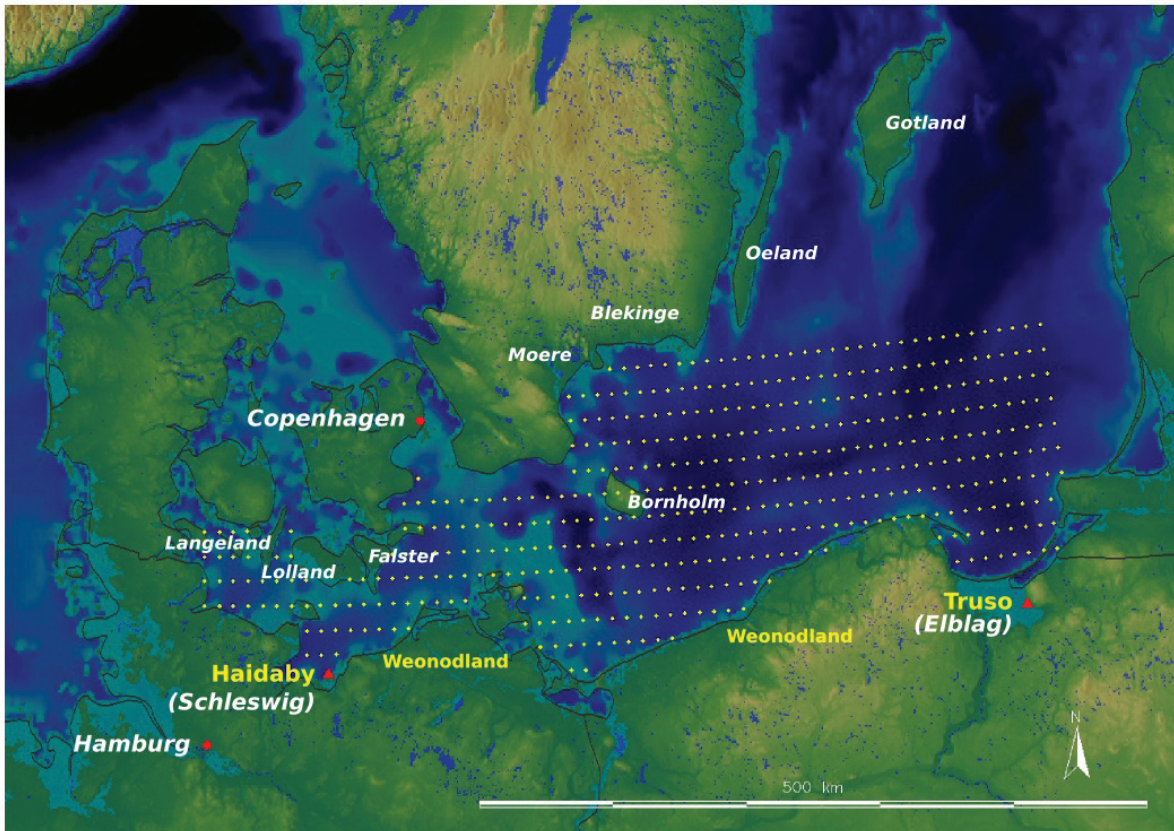 Gotland
Oeland
Blekinge
Moere
Copenhagen
Bornholm
Langeland
Falster
Lolland
Truso
(Elblag)
Weonodland
Weonodland
Haidaby
(Schleswig)
Hamburg
N
500 km